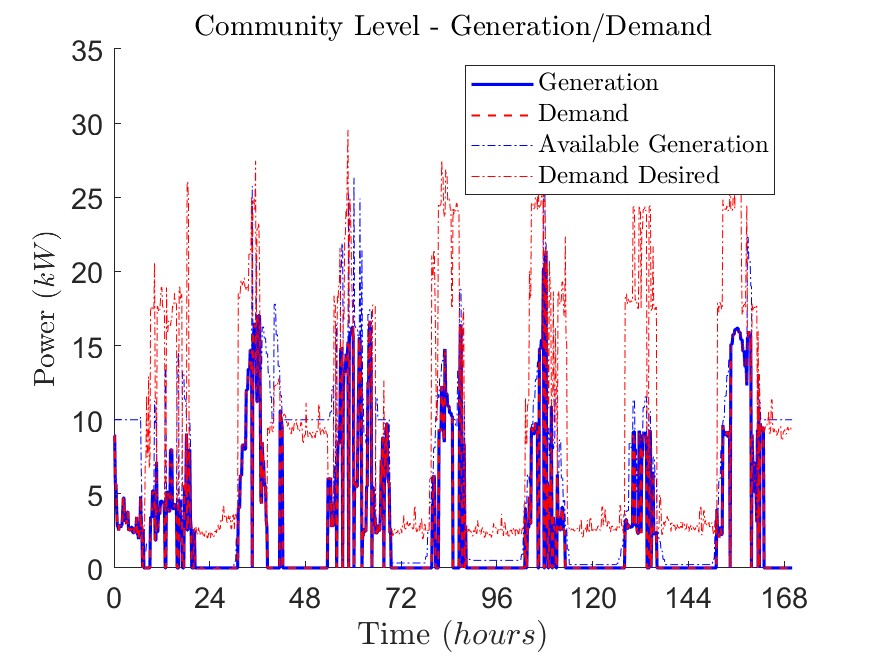 Community Level - Generation/Demand
35
30
25
20
15
10
5
0
Power (kW)
Generation
Demand
Available Generation
Demand Desired
0 24 48 72 96 120 144 168
Time (hours)